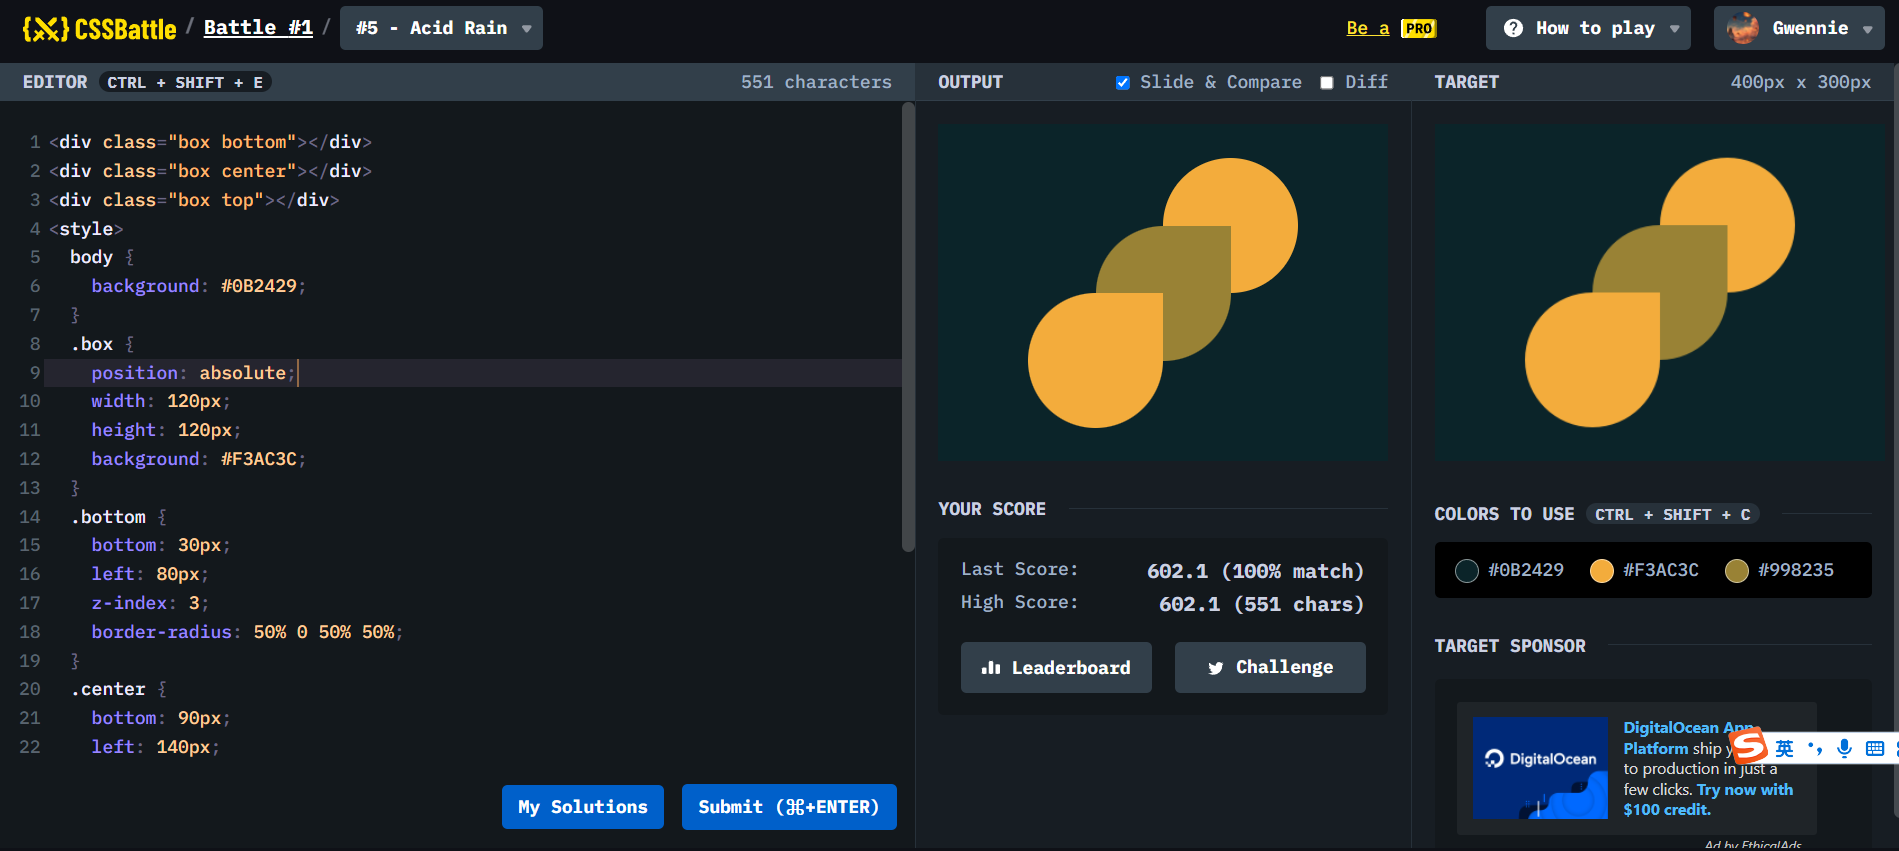 {X} CSSBattle / Battle #1 / #5 - Acid Rain
Be a PRO
How to play
Gwennie
EDITOR CTRL + SHIFT + E
551 characters
OUTPUT
Slide & Compare
Diff
TARGET
400px x 300px
1 <div class="box bottom"></div>
2 <div class="box center"></div>
3 <div class="box top"></div>
4 <style>
5 body {
6 background: #0B2429;
7 }
8 .box {
9 position: absolute;
10 width: 120px;
11 height: 120px;
12 background: #F3AC3C;
13 }
14 .bottom {
15 bottom: 30px;
16 left: 80px;
17 z-index: 3;
18 border-radius: 50% 0 50% 50%;
19 }
20 .center {
21 bottom: 90px;
22 left: 140px;
My Solutions
Submit (⌘+ENTER)
YOUR SCORE
Last Score: 602.1 (100% match)
High Score: 602.1 (551 chars)
Leaderboard
Challenge
COLORS TO USE CTRL + SHIFT + C
#0B2429 #F3AC3C #998235
TARGET SPONSOR
DigitalOcean
DigitalOcean App
Platform ship
to production in just a
few clicks. Try now with
$100 credit.
英
Ad by EthicalAds